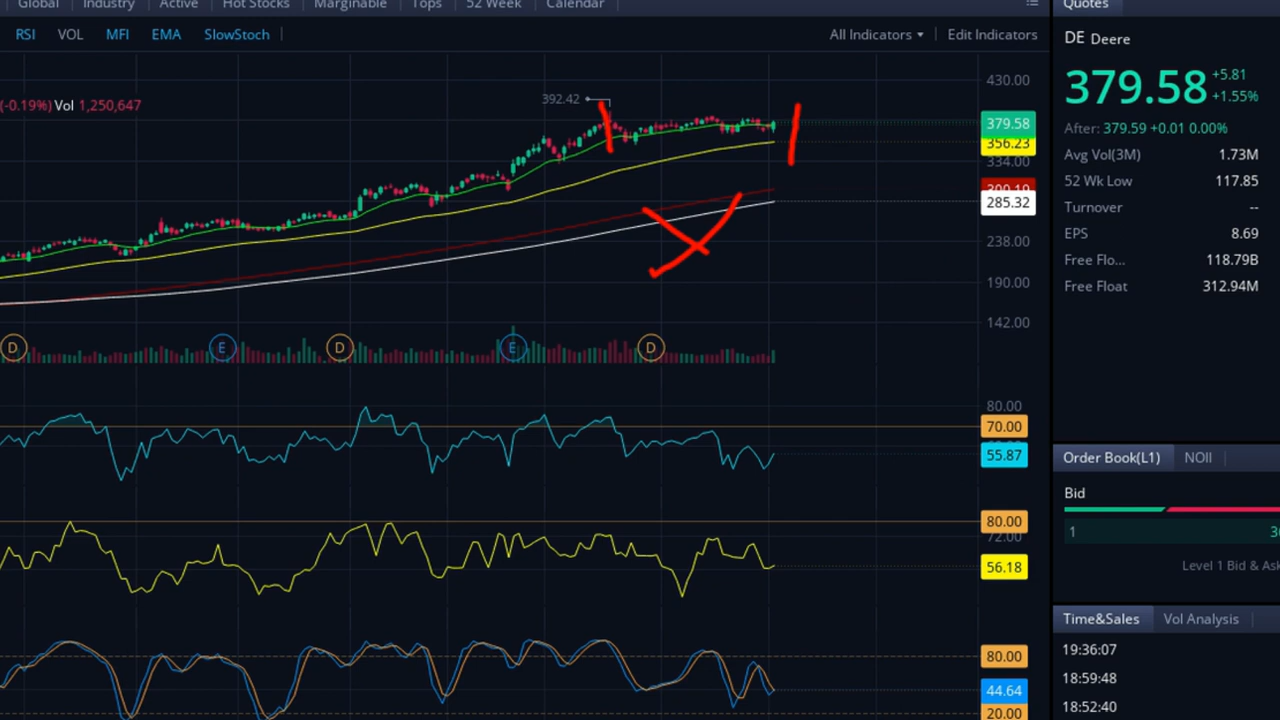 Global Industry Active Hot Stocks Marginable Tops 52 Week Calendar
Quotes
RSI VOL MFI EMA SlowStoch
All Indicators Edit Indicators
DE Deere
379.58 +5.81
+1.55%
After: 379.59 +0.01 0.00%
Avg Vol(3M) 1.73M
52 Wk Low 117.85
Turnover --
EPS 8.69
Free Flo... 118.79B
Free Float 312.94M
(-0.19%) Vol 1,250,647
392.42
430.00
379.58
356.23
334.00
285.32
238.00
190.00
142.00
D E D E D
80.00
70.00
55.87
80.00
72.00
56.18
80.00
44.64
20.00
Order Book(L1) NOII
Bid
1
Level 1 Bid & Ask
Time&Sales Vol Analysis
19:36:07
18:59:48
18:52:40